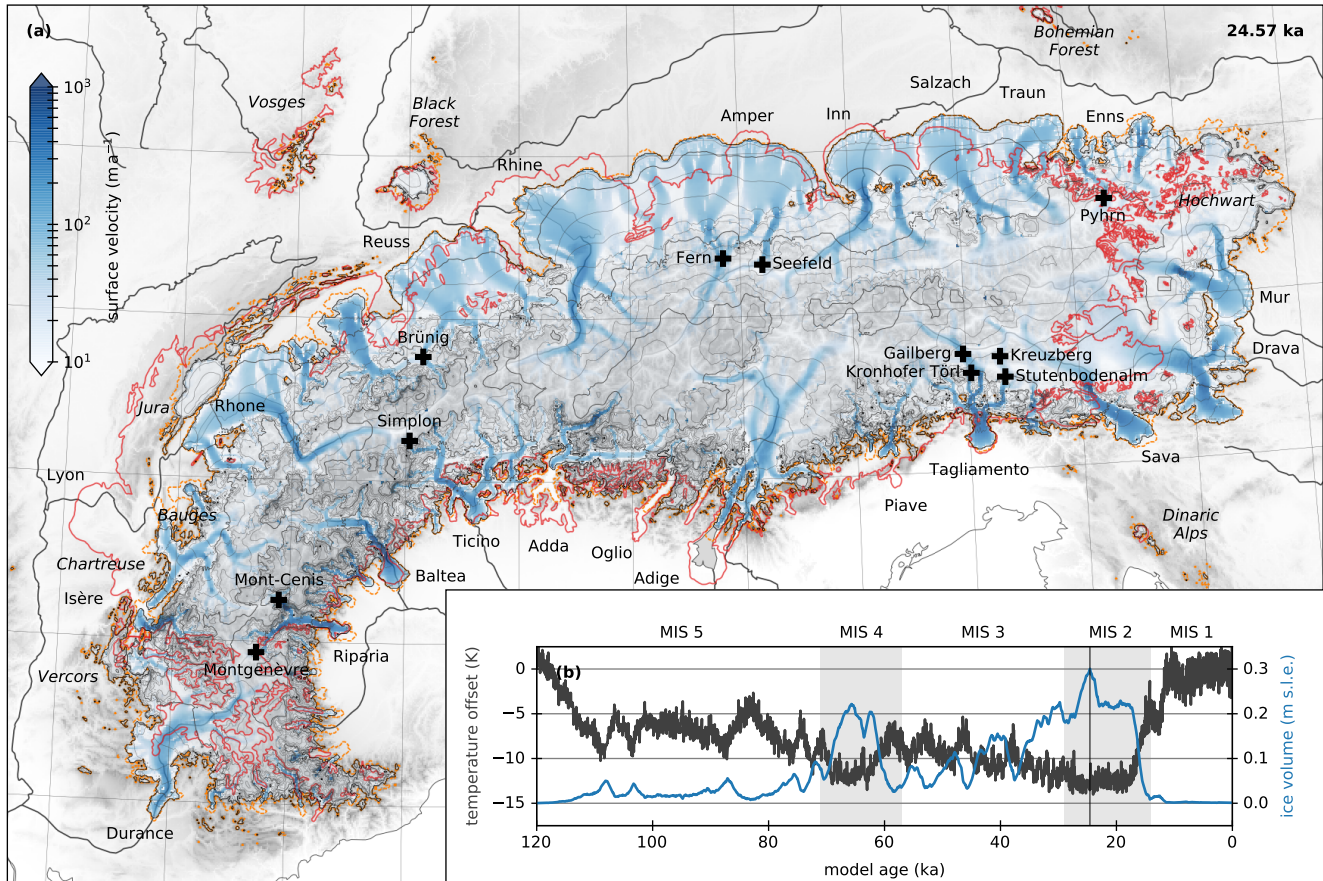 (a)
24.57 ka
Bohemian
Forest
Vosges
Black
Forest
Salzach
Traun
Amper
Inn
Enns
Rhine
10³
10²
10¹
surface velocity (m a⁻¹)
Hochwart
Pyhrn
Reuss
Fern
Seefeld
Mur
Brünig
Gailberg
Kreuzberg
Drava
Kronhofer Törl
Stutenbodenalm
Jura
Rhone
Simplon
Lyon
Tagliamento
Sava
Piave
Bauges
Dinaric
Alps
Ticino
Adda
Oglio
Adige
Chartreuse
Baltea
Mont-Cenis
Isère
Riparia
Montgenèvre
Vercors
Durance
MIS 5
MIS 4
MIS 3
MIS 2
MIS 1
(b)
0
−5
−10
−15
temperature offset (K)
0.3
0.2
0.1
0.0
ice volume (m s.l.e.)
120
100
80
60
40
20
0
model age (ka)